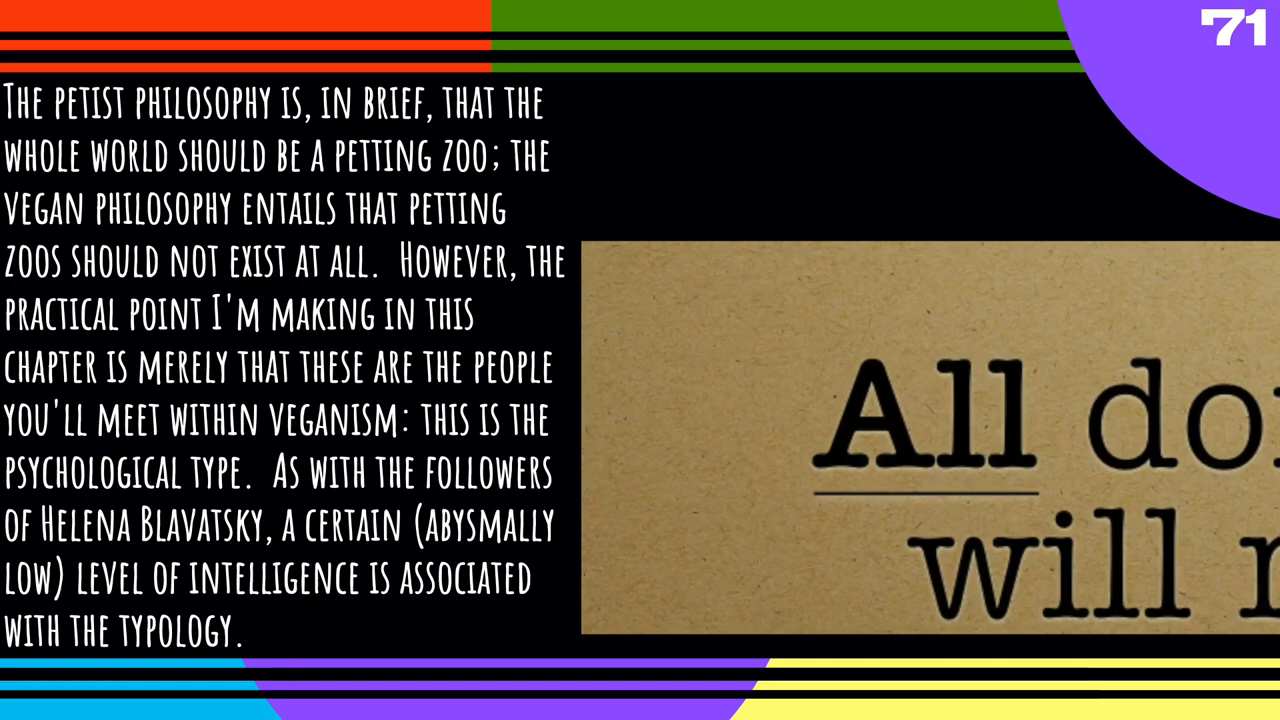 71
The petist philosophy is, in brief, that the
whole world should be a petting zoo; the
vegan philosophy entails that petting
zoos should not exist at all.  However, the
practical point I'm making in this
chapter is merely that these are the people
you'll meet within veganism: this is the
psychological type.  As with the followers
of Helena Blavatsky, a certain (abysmally
low) level of intelligence is associated
with the typology.
All
will